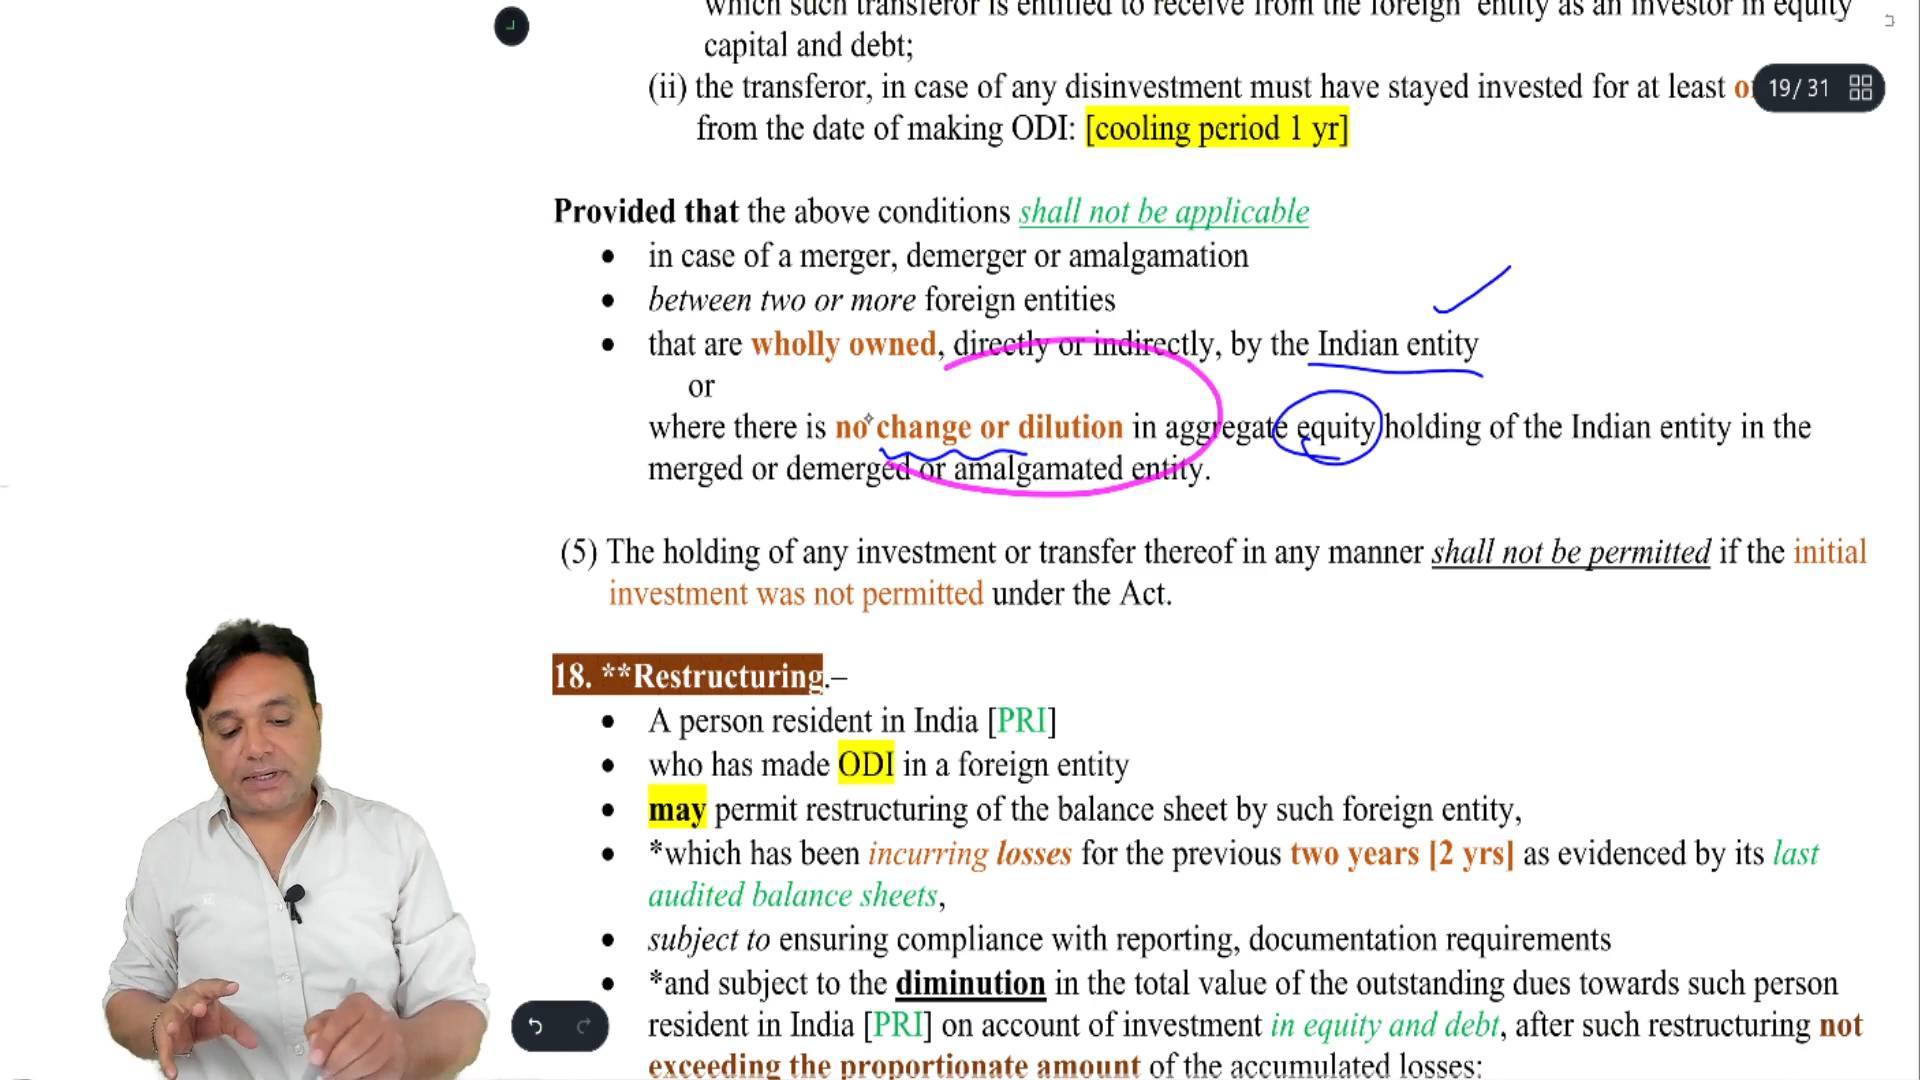 which such transferor is entitled to receive from the foreign entity as an investor in equity
capital and debt;
(ii) the transferor, in case of any disinvestment must have stayed invested for at least
19/ 31
from the date of making ODI: [cooling period 1 yr]
Provided that the above conditions shall not be applicable
• in case of a merger, demerger or amalgamation
• between two or more foreign entities
• that are wholly owned, directly or indirectly, by the Indian entity
or
where there is no change or dilution in aggregate equity holding of the Indian entity in the
merged or demerged or amalgamated entity.
(5) The holding of any investment or transfer thereof in any manner shall not be permitted if the initial
investment was not permitted under the Act.
18. **Restructuring.–
• A person resident in India [PRI]
• who has made ODI in a foreign entity
• may permit restructuring of the balance sheet by such foreign entity,
• *which has been incurring losses for the previous two years [2 yrs] as evidenced by its last
audited balance sheets,
• subject to ensuring compliance with reporting, documentation requirements
• *and subject to the diminution in the total value of the outstanding dues towards such person
resident in India [PRI] on account of investment in equity and debt, after such restructuring not
exceeding the proportionate amount of the accumulated losses: